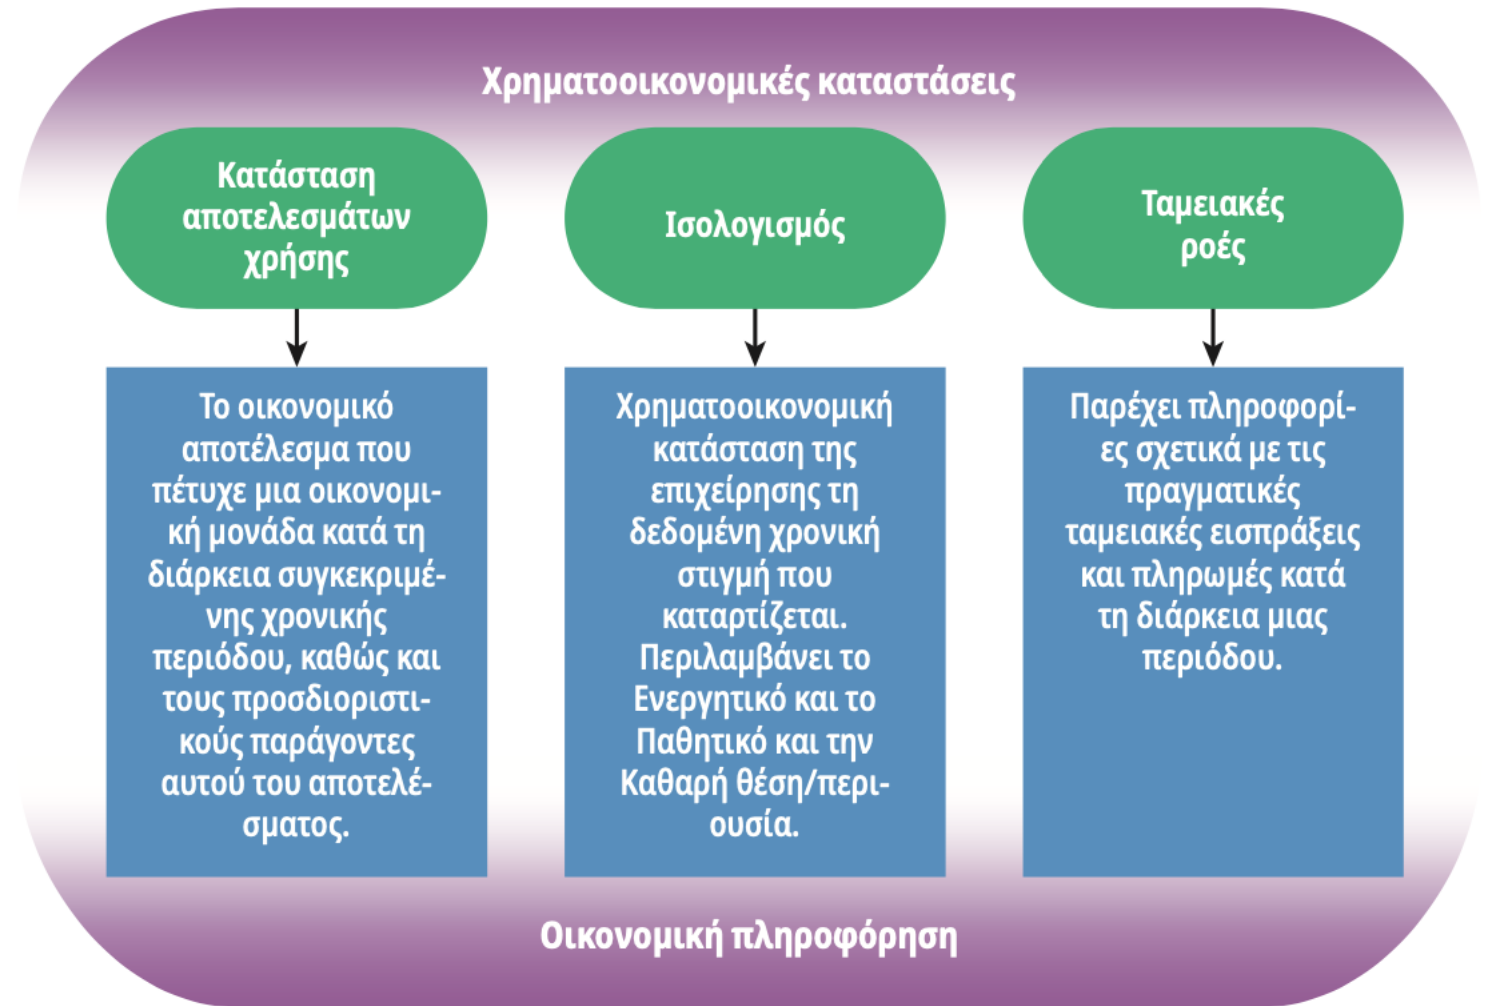 Χρηματοοικονομικές καταστάσεις
Κατάσταση
αποτελεσμάτων
χρήσης
Το οικονομικό
αποτέλεσμα που
πέτυχε μια οικονομι-
κή μονάδα κατά τη
διάρκεια συγκεκριμέ-
νης χρονικής
περιόδου, καθώς και
τους προσδιοριστι-
κούς παράγοντες
αυτού του αποτελέ-
σματος.
Ισολογισμός
Χρηματοοικονομική
κατάσταση της
επιχείρησης τη
δεδομένη χρονική
στιγμή που
καταρτίζεται.
Περιλαμβάνει το
Ενεργητικό και το
Παθητικό και την
Καθαρή θέση/περι-
ουσία.
Ταμειακές
ροές
Παρέχει πληροφορί-
ες σχετικά με τις
πραγματικές
ταμειακές εισπράξεις
και πληρωμές κατά
τη διάρκεια μιας
περιόδου.
Οικονομική πληροφόρηση